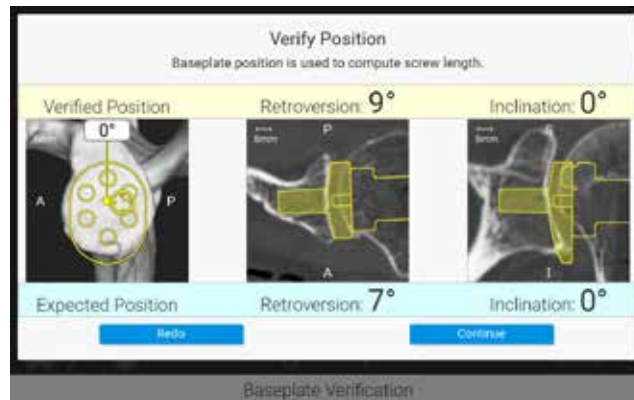 Verify Position
Baseplate position is used to compute screw length.
Verified Position Retroversion: 9° Inclination: 0°
0°
P
5mm
A P
A I
Expected Position Retroversion: 7° Inclination: 0°
Redo Continue
Baseplate Verification